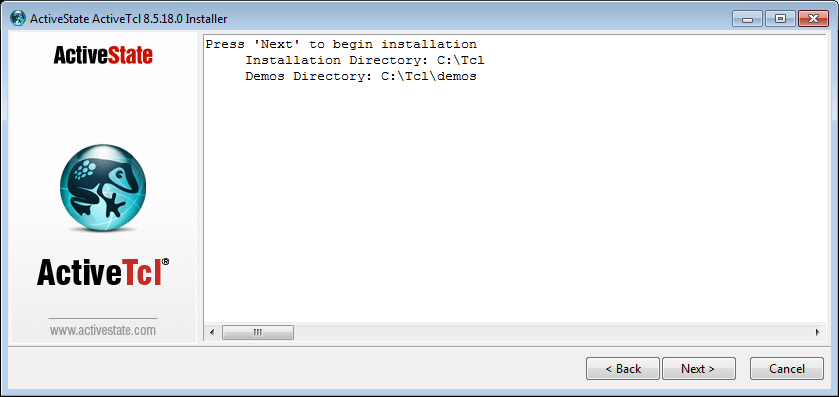 ActiveState ActiveTcl 8.5.18.0 Installer
ActiveState
ActiveTcl®
www.activestate.com
Press 'Next' to begin installation
Installation Directory: C:\Tcl
Demos Directory: C:\Tcl\demos
< Back
Next >
Cancel